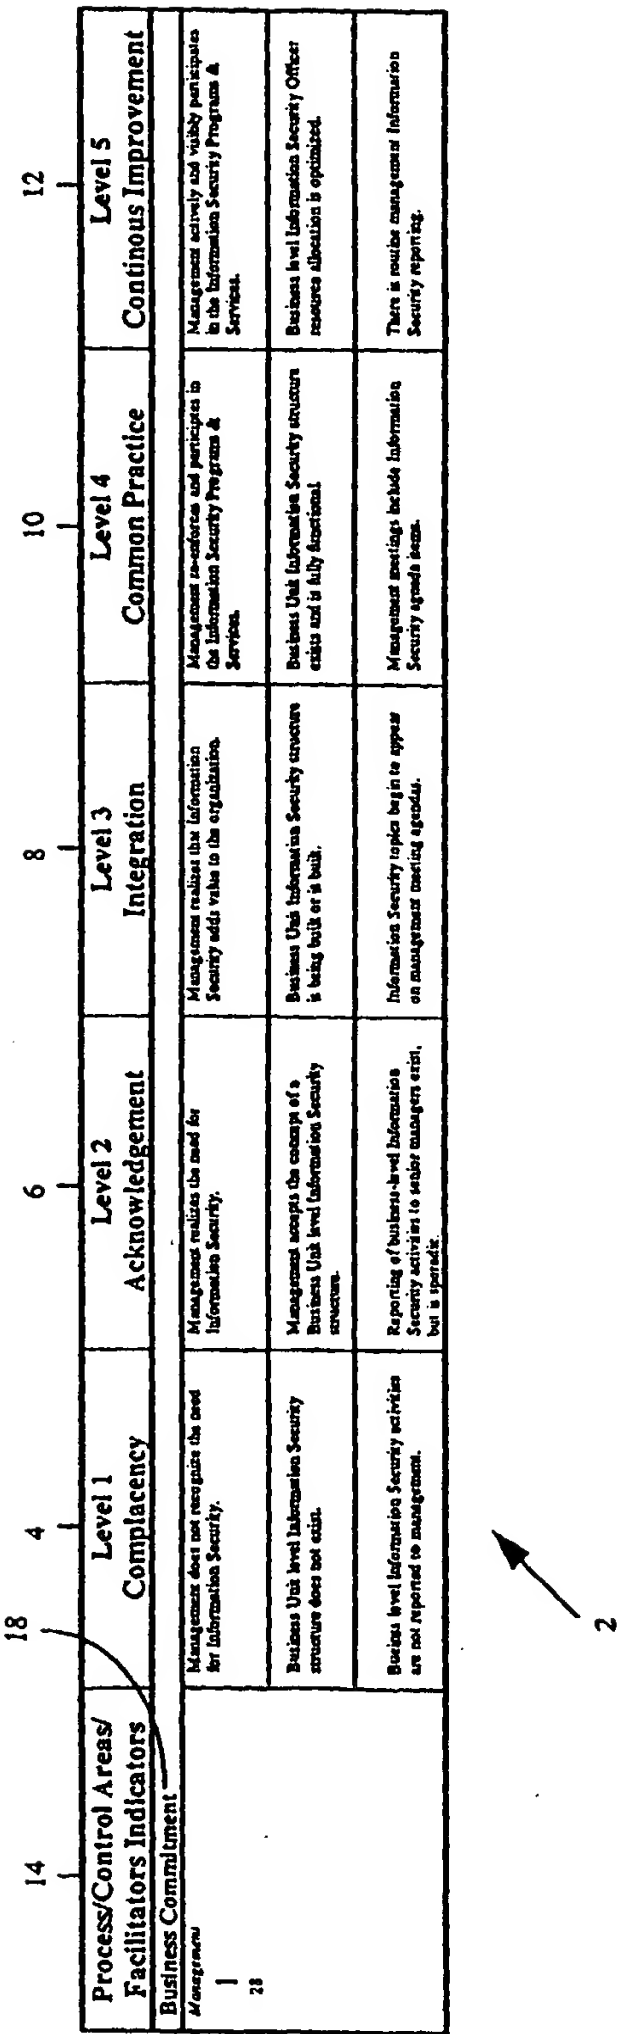 14
18
4
6
8
10
12
Process/Control Areas/
Facilitators Indicators
Level 1
Complacency
Level 2
Acknowledgement
Level 3
Integration
Level 4
Common Practice
Level 5
Continous Improvement
Business Commitment
Management
28
Management does not recognize the need
for Information Security.
Management realizes the need for
Information Security.
Management realizes that information
Security adds value to the organization.
Management re-enforces and participates in
the Information Security Programs &
Services.
Management actively and visibly participates
in the Information Security Programs &
Services.
Business Unit level Information Security
structure does not exist.
Management accepts the concept of a
Business Unit level Information Security
structure.
Business Unit Information Security structure
is being built or is built.
Business Unit Information Security structure
exists and is fully functional.
Business level Information Security Officer
resource allocation is optimized.
Business level Information Security activities
are not reported to management.
Reporting of business-level Information
Security activities to senior managers exist,
but is sporadic.
Information Security topics begin to appear
on management meeting agendas.
Management meetings include Information
Security agenda items.
There is routine management Information
Security reporting.
2